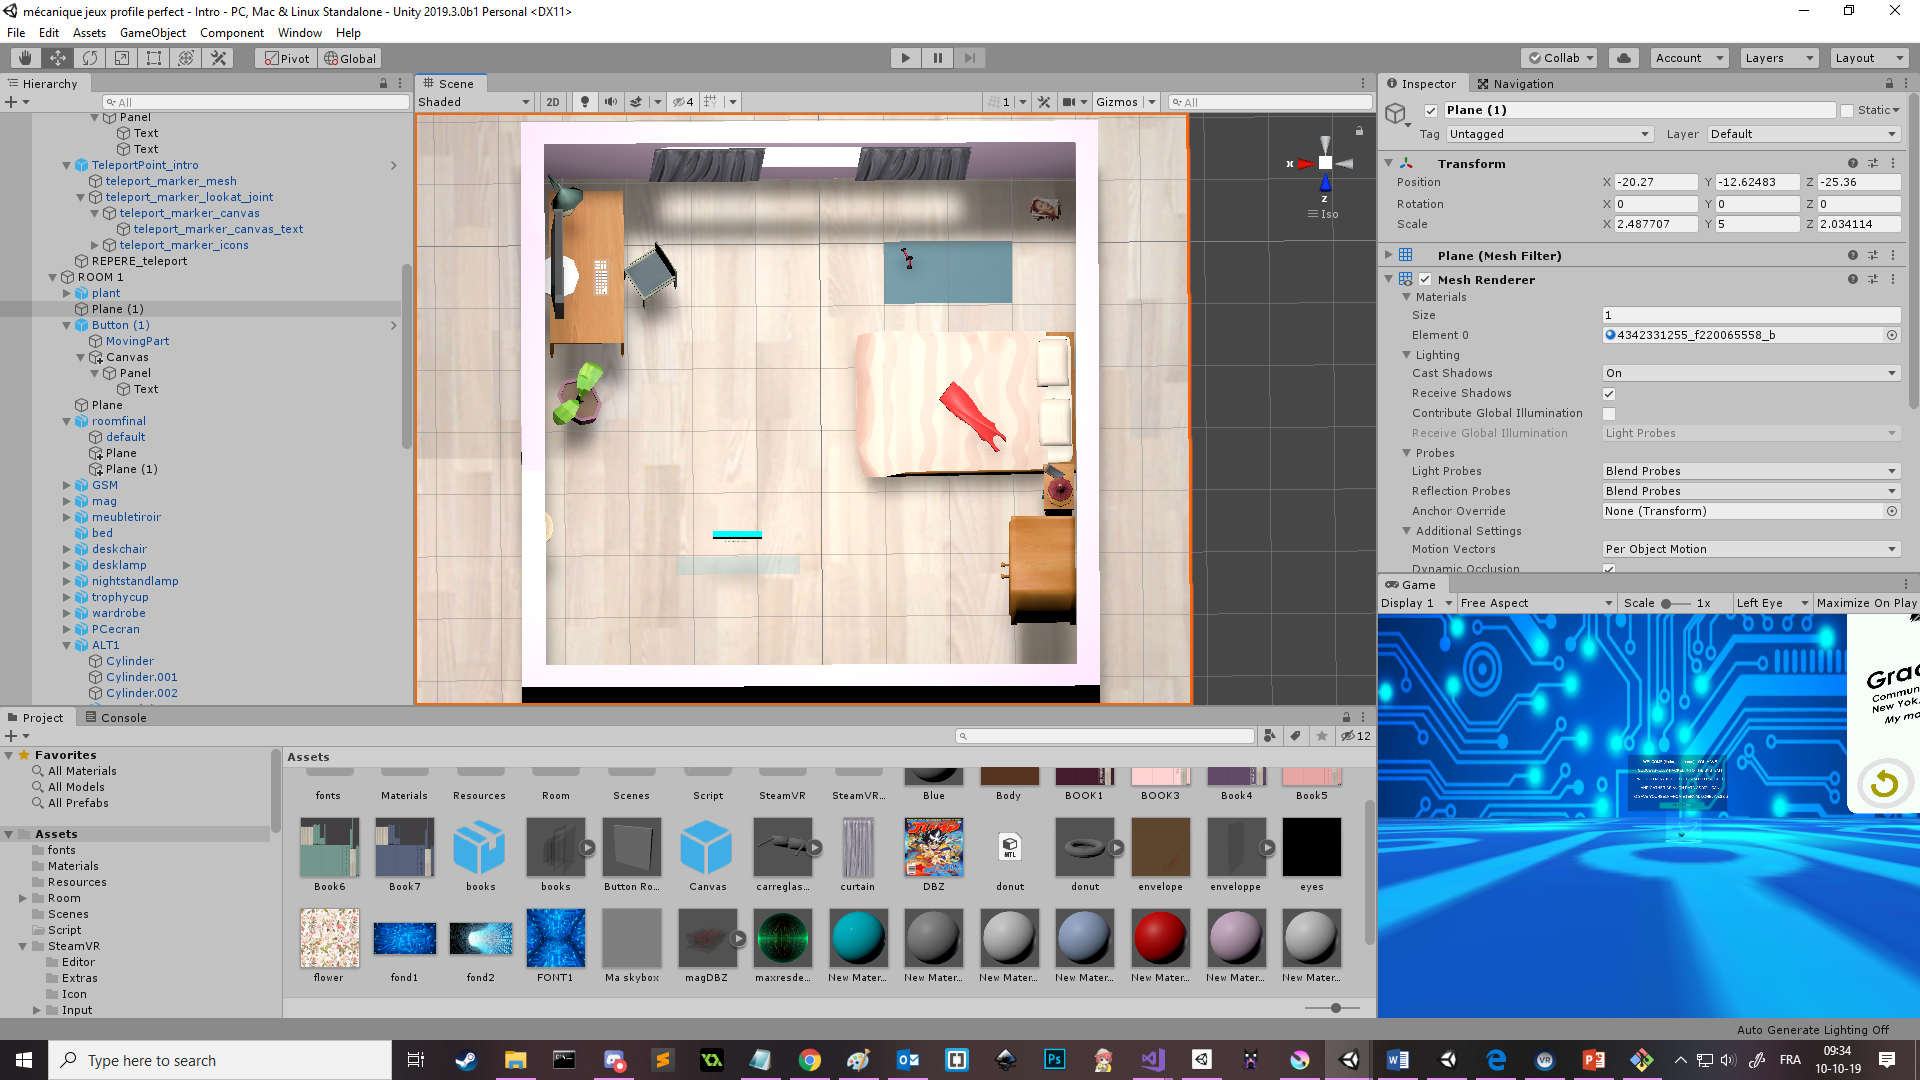 mécanique jeux profile perfect - Intro - PC, Mac & Linux Standalone - Unity 2019.3.0b1 Personal <DX11>
File Edit Assets GameObject Component Window Help
Pivot Global
Collab Account Layers Layout
Hierarchy
All
Panel
Text
Text
TeleportPoint_intro
teleport_marker_mesh
teleport_marker_lookat_joint
teleport_marker_canvas
teleport_marker_canvas_text
teleport_marker_icons
REPERE_teleport
ROOM 1
plant
Plane (1)
Button (1)
MovingPart
Canvas
Panel
Text
Plane
roomfinal
default
Plane
Plane (1)
GSM
mag
meubletiroir
bed
deskchair
desklamp
nightstandlamp
trophycup
wardrobe
PCecran
ALT1
Cylinder
Cylinder.001
Cylinder.002
Scene
Shaded 2D 4 1 Gizmos All
x
z
Iso
Inspector Navigation
Plane (1) Static
Tag Untagged Layer Default
Transform
Position X -20.27 Y -12.62483 Z -25.36
Rotation X 0 Y 0 Z 0
Scale X 2.487707 Y 5 Z 2.034114
Plane (Mesh Filter)
Mesh Renderer
Materials
Size 1
Element 0 4342331255_f220065558_b
Lighting
Cast Shadows On
Receive Shadows
Contribute Global Illumination
Receive Global Illumination Light Probes
Probes
Light Probes Blend Probes
Reflection Probes Blend Probes
Anchor Override None (Transform)
Additional Settings
Motion Vectors Per Object Motion
Dynamic Occlusion
Game
Display 1 Free Aspect Scale 1x Left Eye Maximize On Play
Grad
Commun
New Yok.
My mo
Project Console
12
Favorites
All Materials
All Models
All Prefabs
Assets
fonts
Materials
Resources
Room
Scenes
Script
SteamVR
Editor
Extras
Icon
Input
Assets
fonts Materials Resources Room Scenes Script SteamVR SteamVR... Blue Body BOOK1 BOOK3 Book4 Book5
MTL
Book6 Book7 books books Button Ro... Canvas carreglas... curtain DBZ donut donut envelope enveloppe eyes
flower fond1 fond2 FONT1 Ma skybox magDBZ maxresde... New Mater... New Mater... New Mater... New Mater... New Mater... New Mater... New Mater...
Auto Generate Lighting Off
Type here to search
FRA
09:34
10-10-19